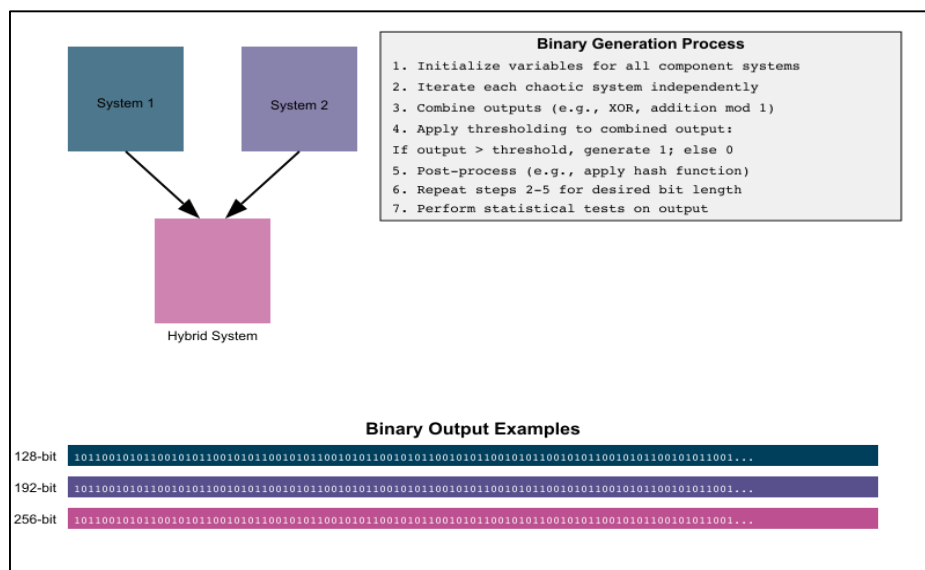 System 1
System 2
Binary Generation Process
1. Initialize variables for all component systems
2. Iterate each chaotic system independently
3. Combine outputs (e.g., XOR, addition mod 1)
4. Apply thresholding to combined output:
If output > threshold, generate 1; else 0
5. Post-process (e.g., apply hash function)
6. Repeat steps 2-5 for desired bit length
7. Perform statistical tests on output
Hybrid System
Binary Output Examples
128-bit
101100101011001010110010101100101011001010110010101100101011001010110010101100101011001010110010101011001...
192-bit
101100101011001010110010101100101011001010110010101100101011001010110010101100101011001010110010101011001...
256-bit
101100101011001010110010101100101011001010110010101100101011001010110010101100101011001010110010101011001...